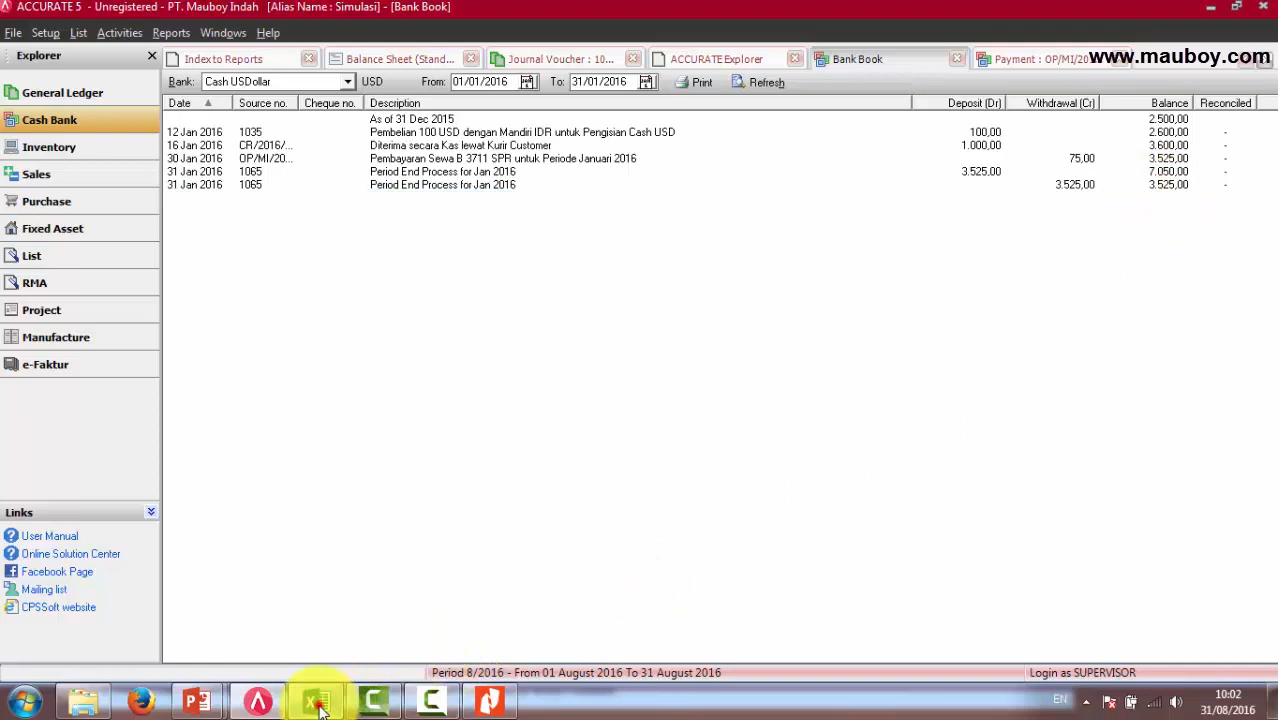 ACCURATE 5 - Unregistered - PT. Mauboy Indah [Alias Name : Simulasi] - [Bank Book]
File Setup List Activities Reports Windows Help
www.mauboy.com
Explorer
Index to Reports
Balance Sheet (Stand...
Journal Voucher : 10...
ACCURATE Explorer
Bank Book
Payment : OP/MI/20
Bank: Cash USDollar USD From: 01/01/2016 To: 31/01/2016 Print Refresh
General Ledger
Cash Bank
Inventory
Sales
Purchase
Fixed Asset
List
RMA
Project
Manufacture
e-Faktur
Date Source no. Cheque no. Description Deposit (Dr) Withdrawal (Cr) Balance Reconciled
As of 31 Dec 2015 2.500,00
12 Jan 2016 1035 Pembelian 100 USD dengan Mandiri IDR untuk Pengisian Cash USD 100,00 2.600,00 -
16 Jan 2016 CR/2016/... Diterima secara Kas lewat Kurir Customer 1.000,00 3.600,00 -
30 Jan 2016 OP/MI/20... Pembayaran Sewa B 3711 SPR untuk Periode Januari 2016 75,00 3.525,00 -
31 Jan 2016 1065 Period End Process for Jan 2016 3.525,00 7.050,00 -
31 Jan 2016 1065 Period End Process for Jan 2016 3.525,00 3.525,00 -
Links
User Manual
Online Solution Center
Facebook Page
Mailing list
CPSSoft website
Period 8/2016 - From 01 August 2016 To 31 August 2016
Login as SUPERVISOR
EN
10:02
31/08/2016